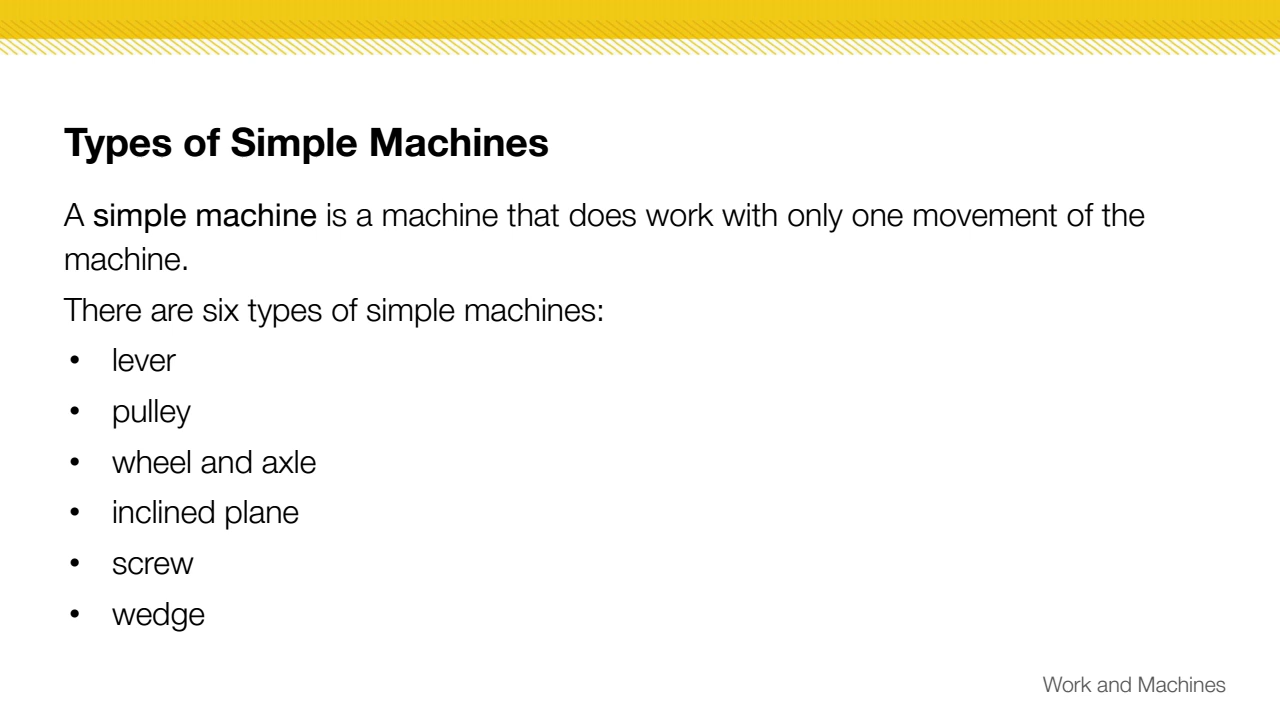 Types of Simple Machines
A simple machine is a machine that does work with only one movement of the
machine.
There are six types of simple machines:
• lever
• pulley
• wheel and axle
• inclined plane
• screw
• wedge
Work and Machines